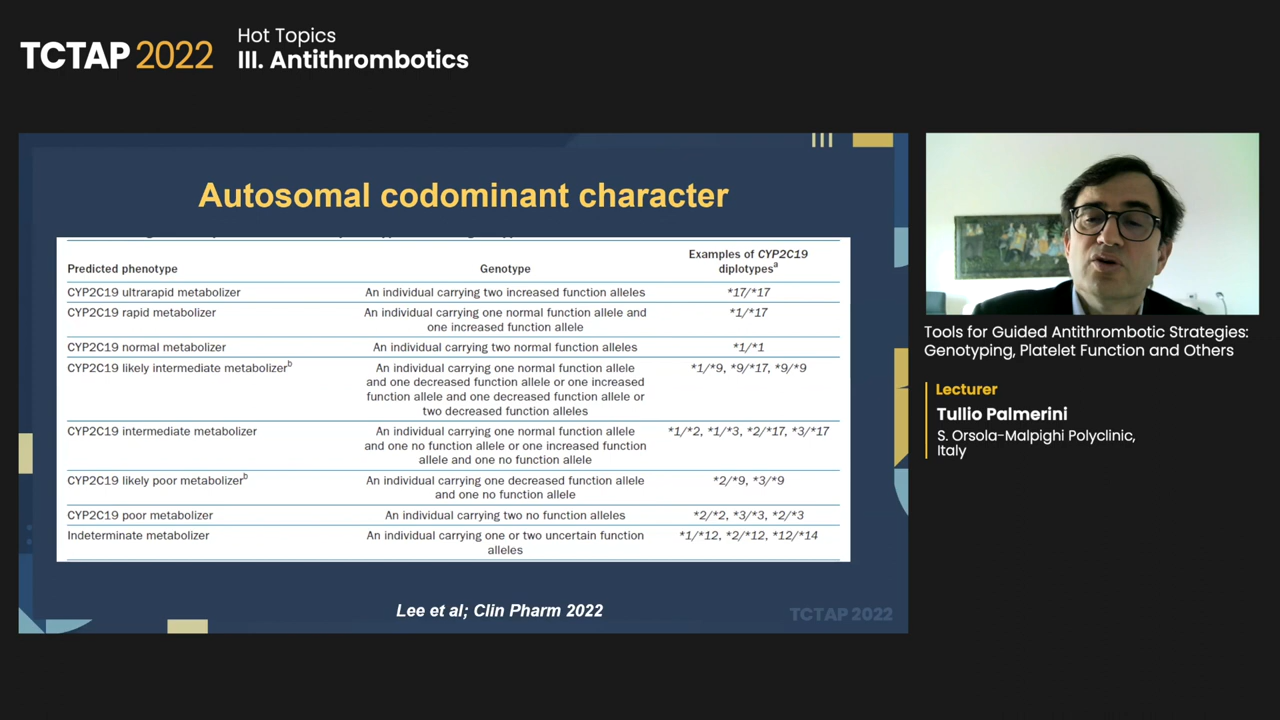 TCTAP 2022
Hot Topics
III. Antithrombotics
Autosomal codominant character
Predicted phenotype
Genotype
Examples of CYP2C19
diplotypesa
CYP2C19 ultrarapid metabolizer
An individual carrying two increased function alleles
*17/*17
CYP2C19 rapid metabolizer
An individual carrying one normal function allele and
one increased function allele
*1/*17
CYP2C19 normal metabolizer
An individual carrying two normal function alleles
*1/*1
CYP2C19 likely intermediate metabolizerb
An individual carrying one normal function allele
and one decreased function allele or one increased
function allele and one decreased function allele or
two decreased function alleles
*1/*9, *9/*17, *9/*9
CYP2C19 intermediate metabolizer
An individual carrying one normal function allele
and one no function allele or one increased function
allele and one no function allele
*1/*2, *1/*3, *2/*17, *3/*17
CYP2C19 likely poor metabolizerb
An individual carrying one decreased function allele
and one no function allele
*2/*9, *3/*9
CYP2C19 poor metabolizer
An individual carrying two no function alleles
*2/*2, *3/*3, *2/*3
Indeterminate metabolizer
An individual carrying one or two uncertain function
alleles
*1/*12, *2/*12, *12/*14
Lee et al; Clin Pharm 2022
TCTAP 2022
Tools for Guided Antithrombotic Strategies:
Genotyping, Platelet Function and Others
Lecturer
Tullio Palmerini
S. Orsola-Malpighi Polyclinic,
Italy